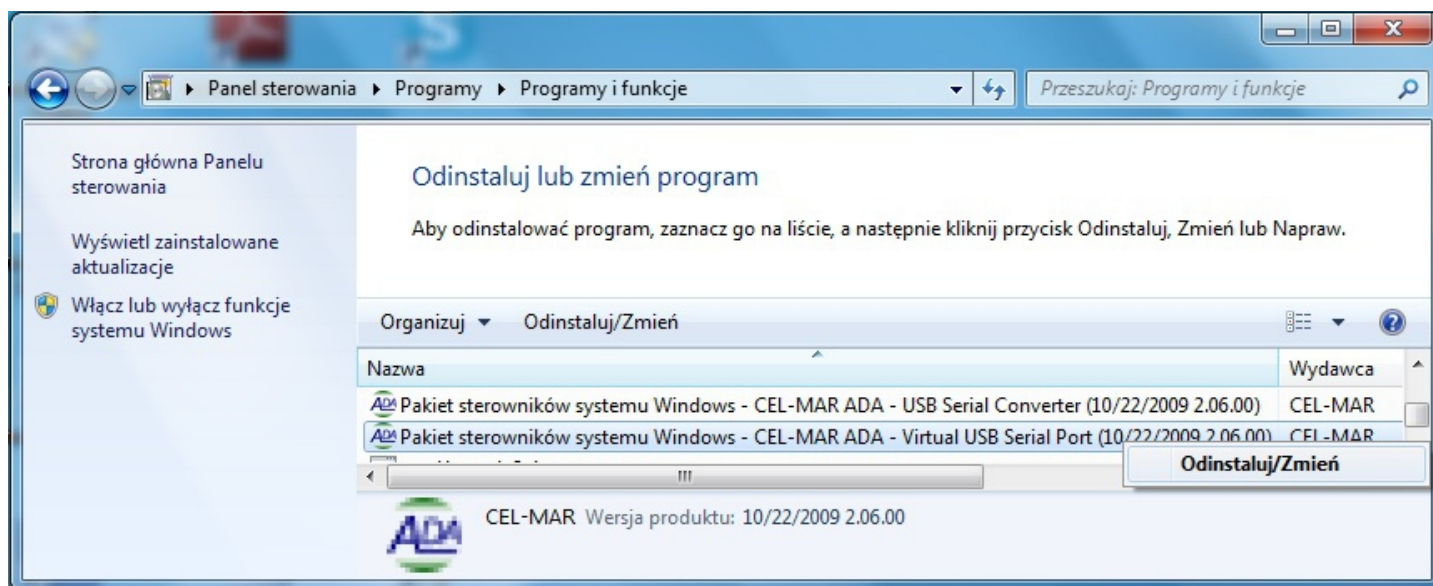 Panel sterowania ▸ Programy ▸ Programy i funkcje
Przeszukaj: Programy i funkcje
Strona główna Panelu
sterowania
Wyświetl zainstalowane
aktualizacje
Włącz lub wyłącz funkcje
systemu Windows
Odinstaluj lub zmień program
Aby odinstalować program, zaznacz go na liście, a następnie kliknij przycisk Odinstaluj, Zmień lub Napraw.
Organizuj Odinstaluj/Zmień
Nazwa Wydawca
ADA Pakiet sterowników systemu Windows - CEL-MAR ADA - USB Serial Converter (10/22/2009 2.06.00) CEL-MAR
ADA Pakiet sterowników systemu Windows - CEL-MAR ADA - Virtual USB Serial Port (10/22/2009 2.06.00) CEL-MAR
Odinstaluj/Zmień
ADA
CEL-MAR Wersja produktu: 10/22/2009 2.06.00